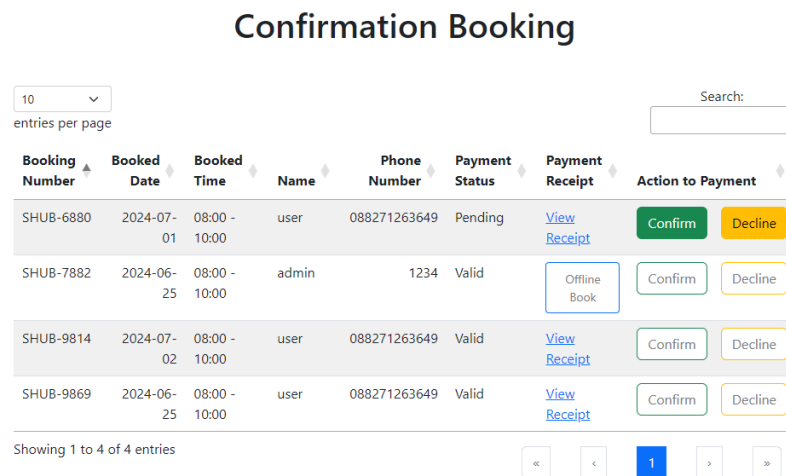 Confirmation Booking
10
entries per page
Search:
Booking Number Booked Date Booked Time Name Phone Number Payment Status Payment Receipt Action to Payment
SHUB-6880 2024-07-01 08:00 - 10:00 user 088271263649 Pending View Receipt Confirm Decline
SHUB-7882 2024-06-25 08:00 - 10:00 admin 1234 Valid Offline Book Confirm Decline
SHUB-9814 2024-07-02 08:00 - 10:00 user 088271263649 Valid View Receipt Confirm Decline
SHUB-9869 2024-06-25 08:00 - 10:00 user 088271263649 Valid View Receipt Confirm Decline
Showing 1 to 4 of 4 entries
« ‹ 1 › »